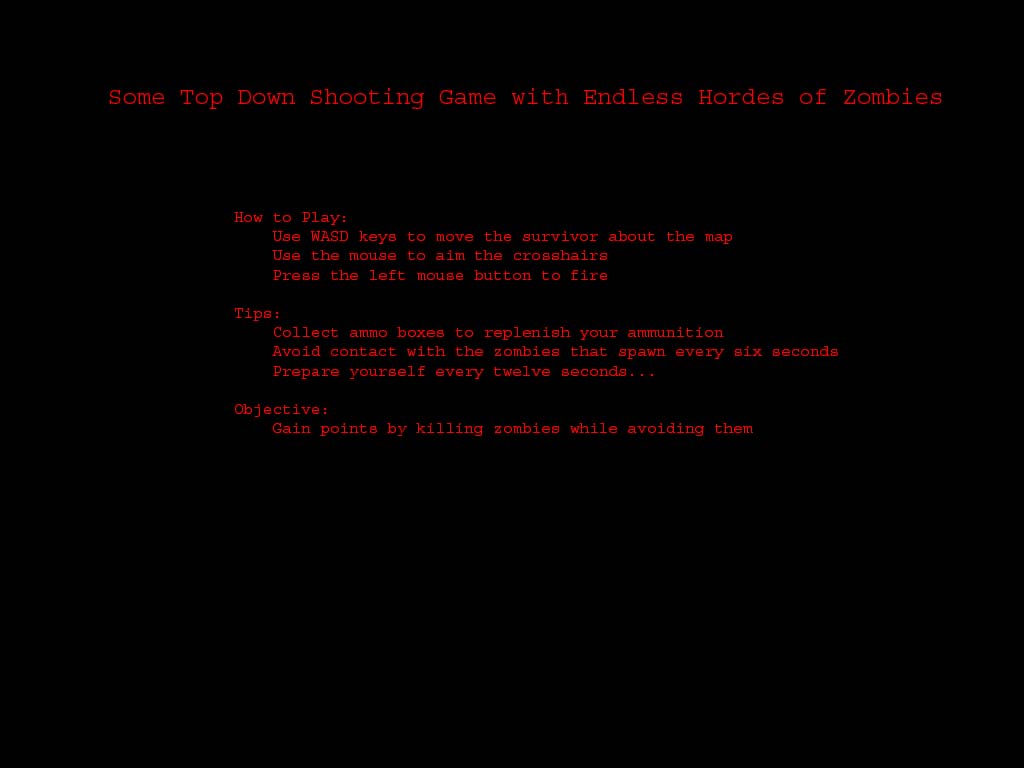 Some Top Down Shooting Game with Endless Hordes of Zombies
How to Play:
Use WASD keys to move the survivor about the map
Use the mouse to aim the crosshairs
Press the left mouse button to fire
Tips:
Collect ammo boxes to replenish your ammunition
Avoid contact with the zombies that spawn every six seconds
Prepare yourself every twelve seconds...
Objective:
Gain points by killing zombies while avoiding them